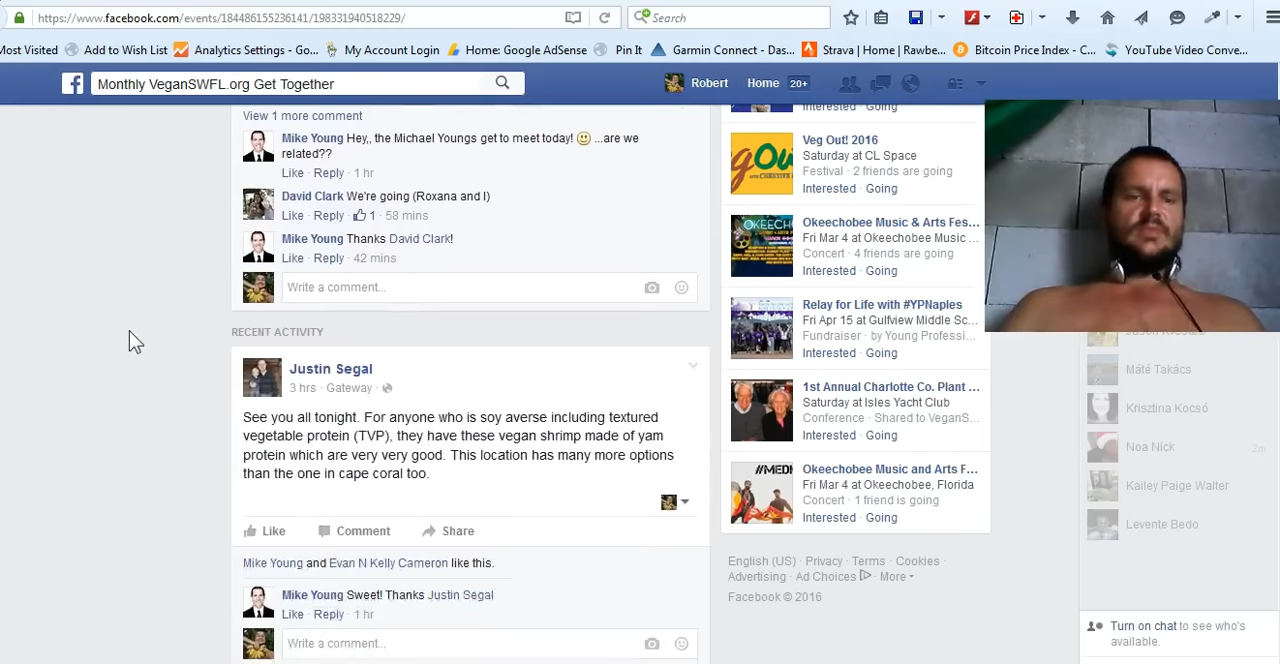 https://www.facebook.com/events/184486155236141/198331940518229/
Search
Most Visited
Add to Wish List
Analytics Settings - Go...
My Account Login
Home: Google AdSense
Pin It
Garmin Connect - Das...
Strava | Home | Rawbe...
Bitcoin Price Index - C...
YouTube Video Conve...
Monthly VeganSWFL.org Get Together
Robert
Home 20+
View 1 more comment
Mike Young Hey,, the Michael Youngs get to meet today! ...are we
related??
Like · Reply · 1 hr
David Clark We're going (Roxana and I)
Like · Reply · 1 · 58 mins
Mike Young Thanks David Clark!
Like · Reply · 42 mins
Write a comment...
RECENT ACTIVITY
Justin Segal
3 hrs · Gateway ·
See you all tonight. For anyone who is soy averse including textured
vegetable protein (TVP), they have these vegan shrimp made of yam
protein which are very very good. This location has many more options
than the one in cape coral too.
Like
Comment
Share
Mike Young and Evan N Kelly Cameron like this.
Mike Young Sweet! Thanks Justin Segal
Like · Reply · 1 hr
Write a comment...
Interested · Going
Veg Out! 2016
Saturday at CL Space
Festival · 2 friends are going
Interested · Going
OKEECH
Okeechobee Music & Arts Fes...
Fri Mar 4 at Okeechobee Music ...
Concert · 4 friends are going
Interested · Going
Relay for Life with #YPNaples
Fri Apr 15 at Gulfview Middle Sc...
Fundraiser · by Young Professi...
Interested · Going
1st Annual Charlotte Co. Plant ...
Saturday at Isles Yacht Club
Conference · Shared to VeganS...
Interested · Going
Okeechobee Music and Arts F...
Fri Mar 4 at Okeechobee, Florida
Concert · 1 friend is going
Interested · Going
English (US) · Privacy · Terms · Cookies ·
Advertising · Ad Choices · More
Facebook © 2016
Máté Takács
Krisztina Kocsó
Noa Nick 2m
Kailey Paige Walter
Levente Bedo
Turn on chat to see who's
available.